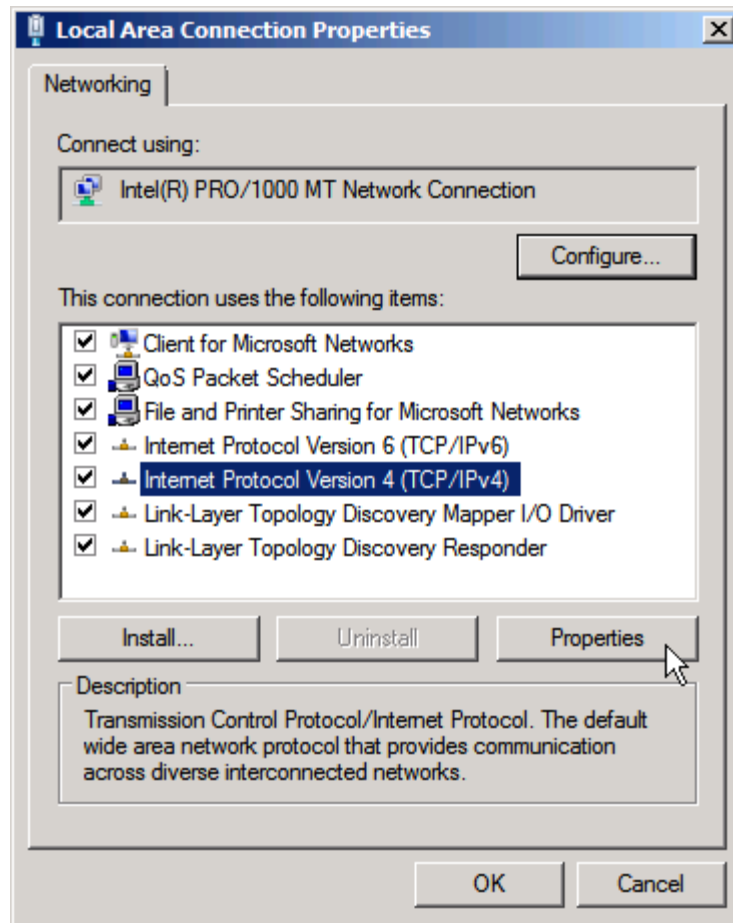 Local Area Connection Properties
Networking
Connect using:
Intel(R) PRO/1000 MT Network Connection
Configure...
This connection uses the following items:
Client for Microsoft Networks
QoS Packet Scheduler
File and Printer Sharing for Microsoft Networks
Internet Protocol Version 6 (TCP/IPv6)
Internet Protocol Version 4 (TCP/IPv4)
Link-Layer Topology Discovery Mapper I/O Driver
Link-Layer Topology Discovery Responder
Install... Uninstall Properties
Description
Transmission Control Protocol/Internet Protocol. The default
wide area network protocol that provides communication
across diverse interconnected networks.
OK Cancel